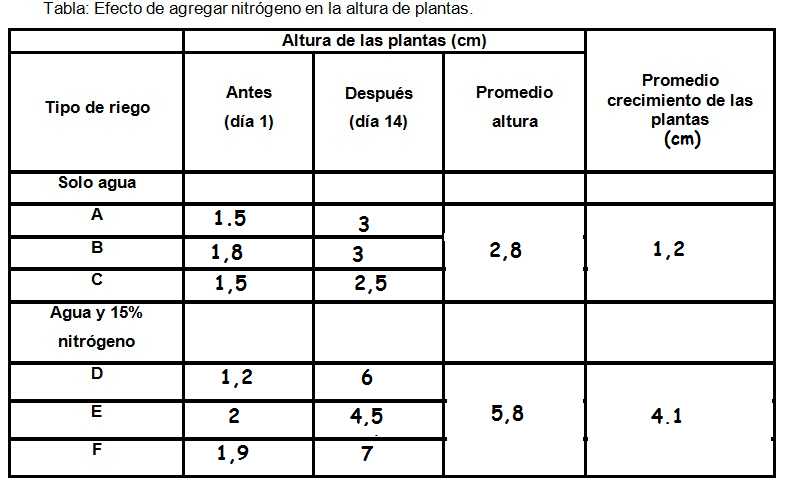 Tabla: Efecto de agregar nitrógeno en la altura de plantas.
Altura de las plantas (cm)
Tipo de riego
Antes
(día 1)
Después
(día 14)
Promedio
altura
Promedio
crecimiento de las
plantas
(cm)
Solo agua
A 1.5 3
B 1,8 3 2,8 1,2
C 1,5 2,5
Agua y 15%
nitrógeno
D 1,2 6
E 2 4,5 5,8 4.1
F 1,9 7